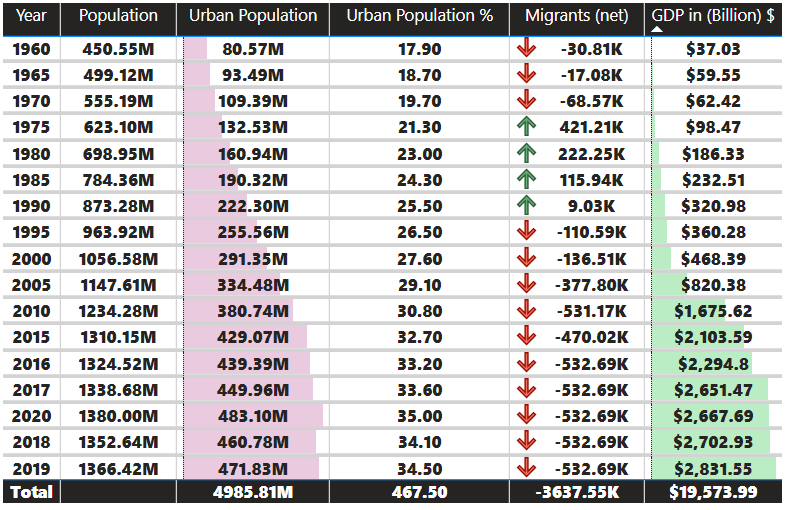 Year Population Urban Population Urban Population % Migrants (net) GDP in (Billion) $
1960 450.55M 80.57M 17.90 -30.81K $37.03
1965 499.12M 93.49M 18.70 -17.08K $59.55
1970 555.19M 109.39M 19.70 -68.57K $62.42
1975 623.10M 132.53M 21.30 421.21K $98.47
1980 698.95M 160.94M 23.00 222.25K $186.33
1985 784.36M 190.32M 24.30 115.94K $232.51
1990 873.28M 222.30M 25.50 9.03K $320.98
1995 963.92M 255.56M 26.50 -110.59K $360.28
2000 1056.58M 291.35M 27.60 -136.51K $468.39
2005 1147.61M 334.48M 29.10 -377.80K $820.38
2010 1234.28M 380.74M 30.80 -531.17K $1,675.62
2015 1310.15M 429.07M 32.70 -470.02K $2,103.59
2016 1324.52M 439.39M 33.20 -532.69K $2,294.8
2017 1338.68M 449.96M 33.60 -532.69K $2,651.47
2020 1380.00M 483.10M 35.00 -532.69K $2,667.69
2018 1352.64M 460.78M 34.10 -532.69K $2,702.93
2019 1366.42M 471.83M 34.50 -532.69K $2,831.55
Total 4985.81M 467.50 -3637.55K $19,573.99